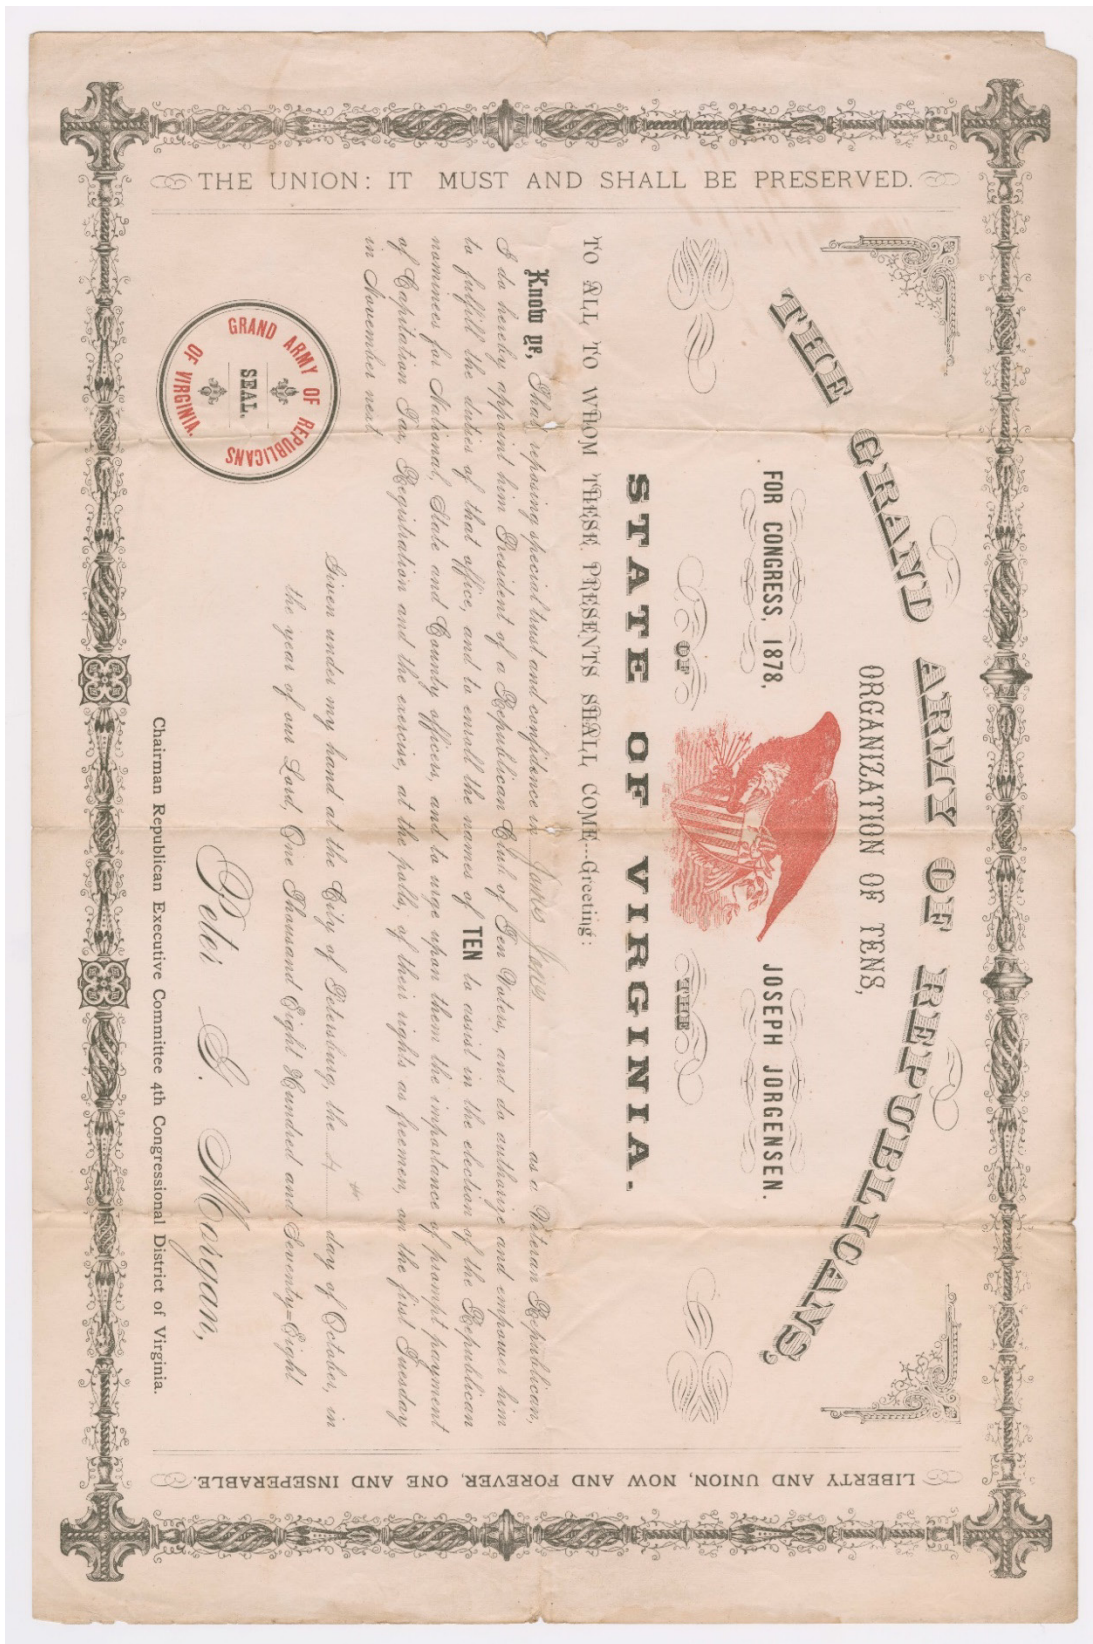 THE UNION: IT MUST AND SHALL BE PRESERVED.
THE GRAND ARMY OF REPUBLICANS,
ORGANIZATION OF TENS,
FOR CONGRESS, 1878, JOSEPH JORGENSEN.
OF THE
STATE OF VIRGINIA.
TO ALL TO WHOM THESE PRESENTS SHALL COME---Greeting:
Know ye, That reposing special trust and confidence in James as a Veteran Republican,
I do hereby appoint him President of a Republican Club of Ten Voters, and do authorize and empower him
to fulfill the duties of that office, and to enroll the names of TEN to assist in the election of the Republican
nominees for National, State and County officers, and to urge upon them the importance of prompt payment
of Capitation Tax, Registration and the exercise, at the polls, of their rights as freemen, on the first Tuesday
in November next.
Given under my hand at the City of Petersburg, the 4th day of October, in
the year of our Lord, One Thousand Eight Hundred and Seventy=Eight
GRAND ARMY OF REPUBLICANS
SEAL.
OF VIRGINIA.
Peter G. Morgan,
Chairman Republican Executive Committee 4th Congressional District of Virginia.
LIBERTY AND UNION, NOW AND FOREVER, ONE AND INSEPERABLE.